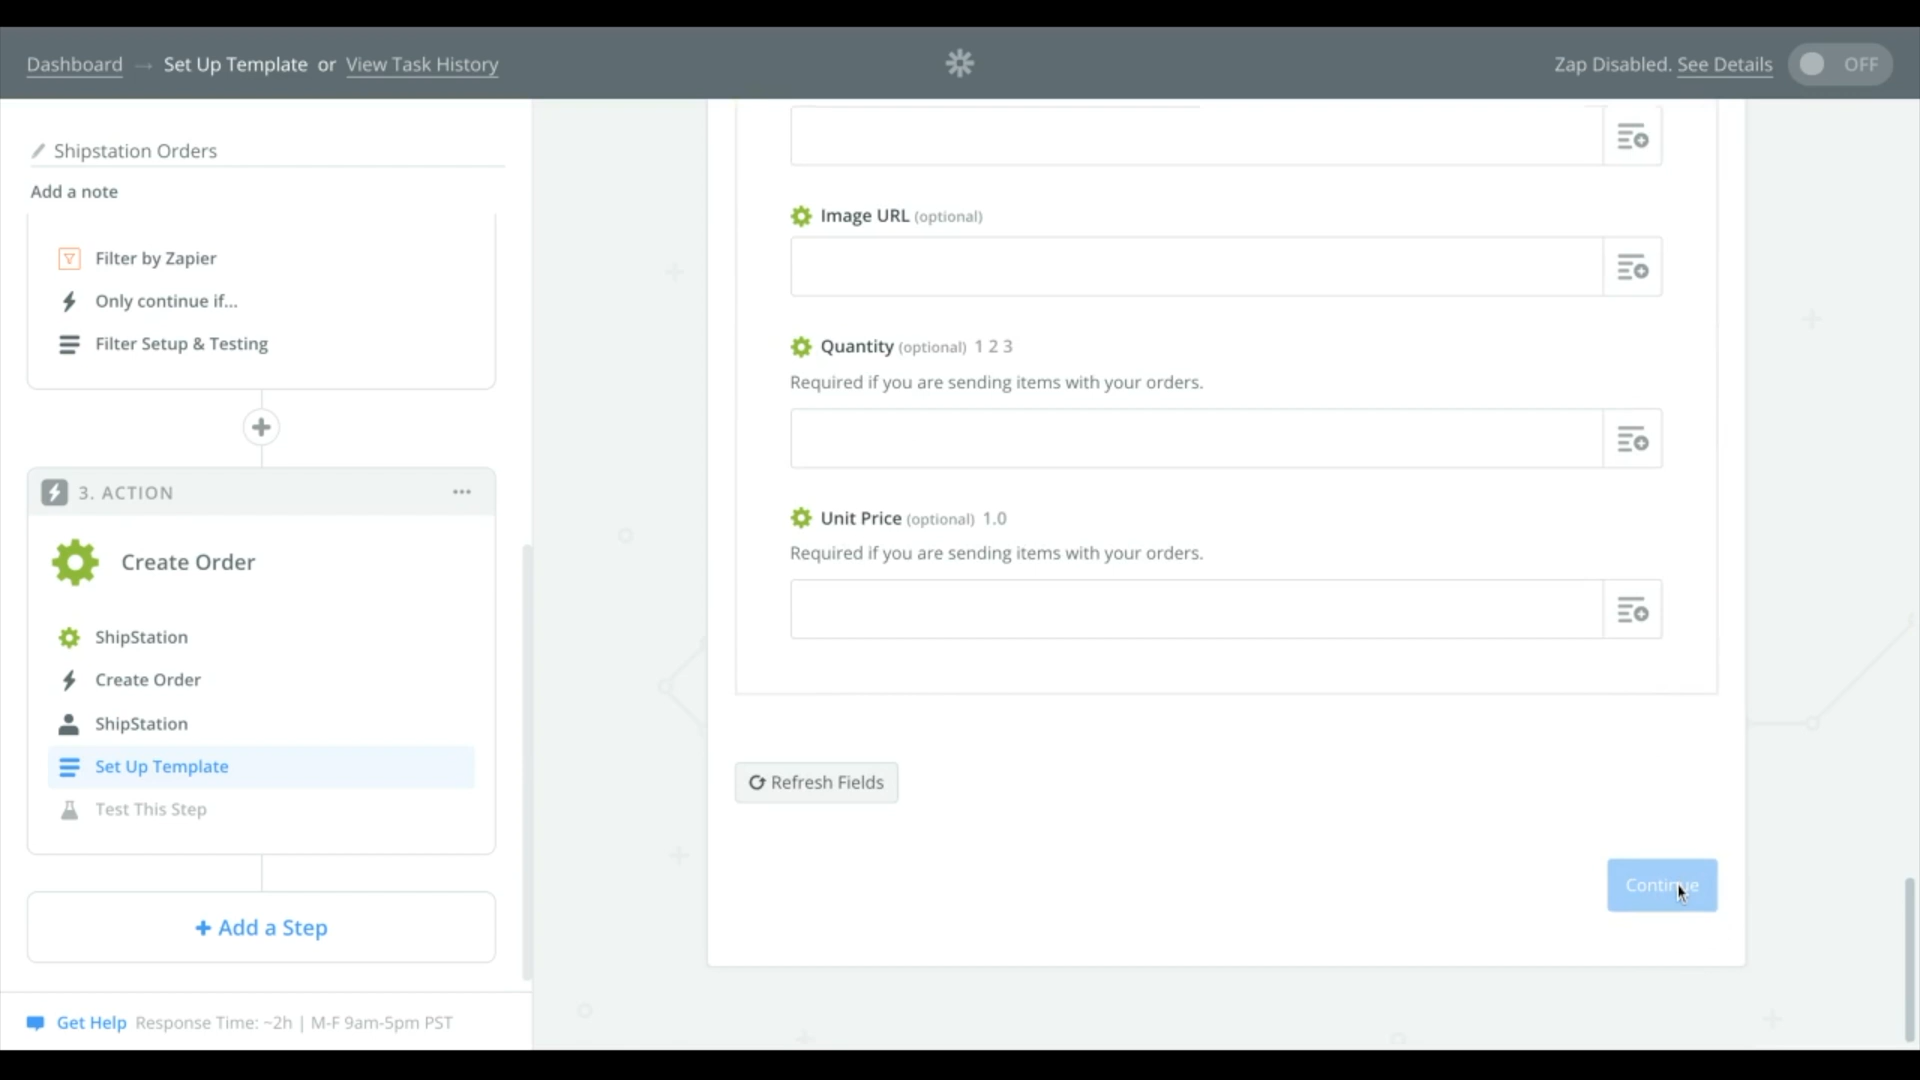 Dashboard → Set Up Template or View Task History
Zap Disabled. See Details OFF
Shipstation Orders
Add a note
Filter by Zapier
Only continue if...
Filter Setup & Testing
3. ACTION
Create Order
ShipStation
Create Order
ShipStation
Set Up Template
Test This Step
+ Add a Step
Get Help Response Time: ~2h | M-F 9am-5pm PST
Image URL (optional)
Quantity (optional) 1 2 3
Required if you are sending items with your orders.
Unit Price (optional) 1.0
Required if you are sending items with your orders.
Refresh Fields
Continue